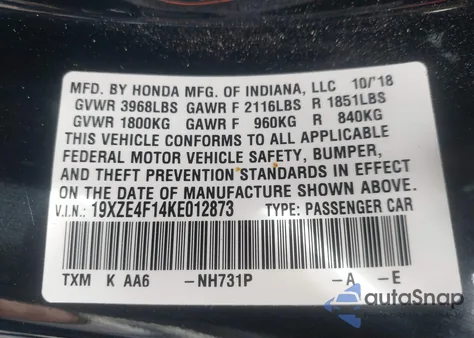 MFD. BY HONDA MFG. OF INDIANA, LLC 10/'18
GVWR 3968LBS GAWR F 2116LBS R 1851LBS
GVWR 1800KG GAWR F 960KG R 840KG
THIS VEHICLE CONFORMS TO ALL APPLICABLE
FEDERAL MOTOR VEHICLE SAFETY, BUMPER,
AND THEFT PREVENTION STANDARDS IN EFFECT
ON THE DATE OF MANUFACTURE SHOWN ABOVE.
V.I.N.: 19XZE4F14KE012873 TYPE: PASSENGER CAR
TXM K AA6 -NH731P -A -E
autaSnap